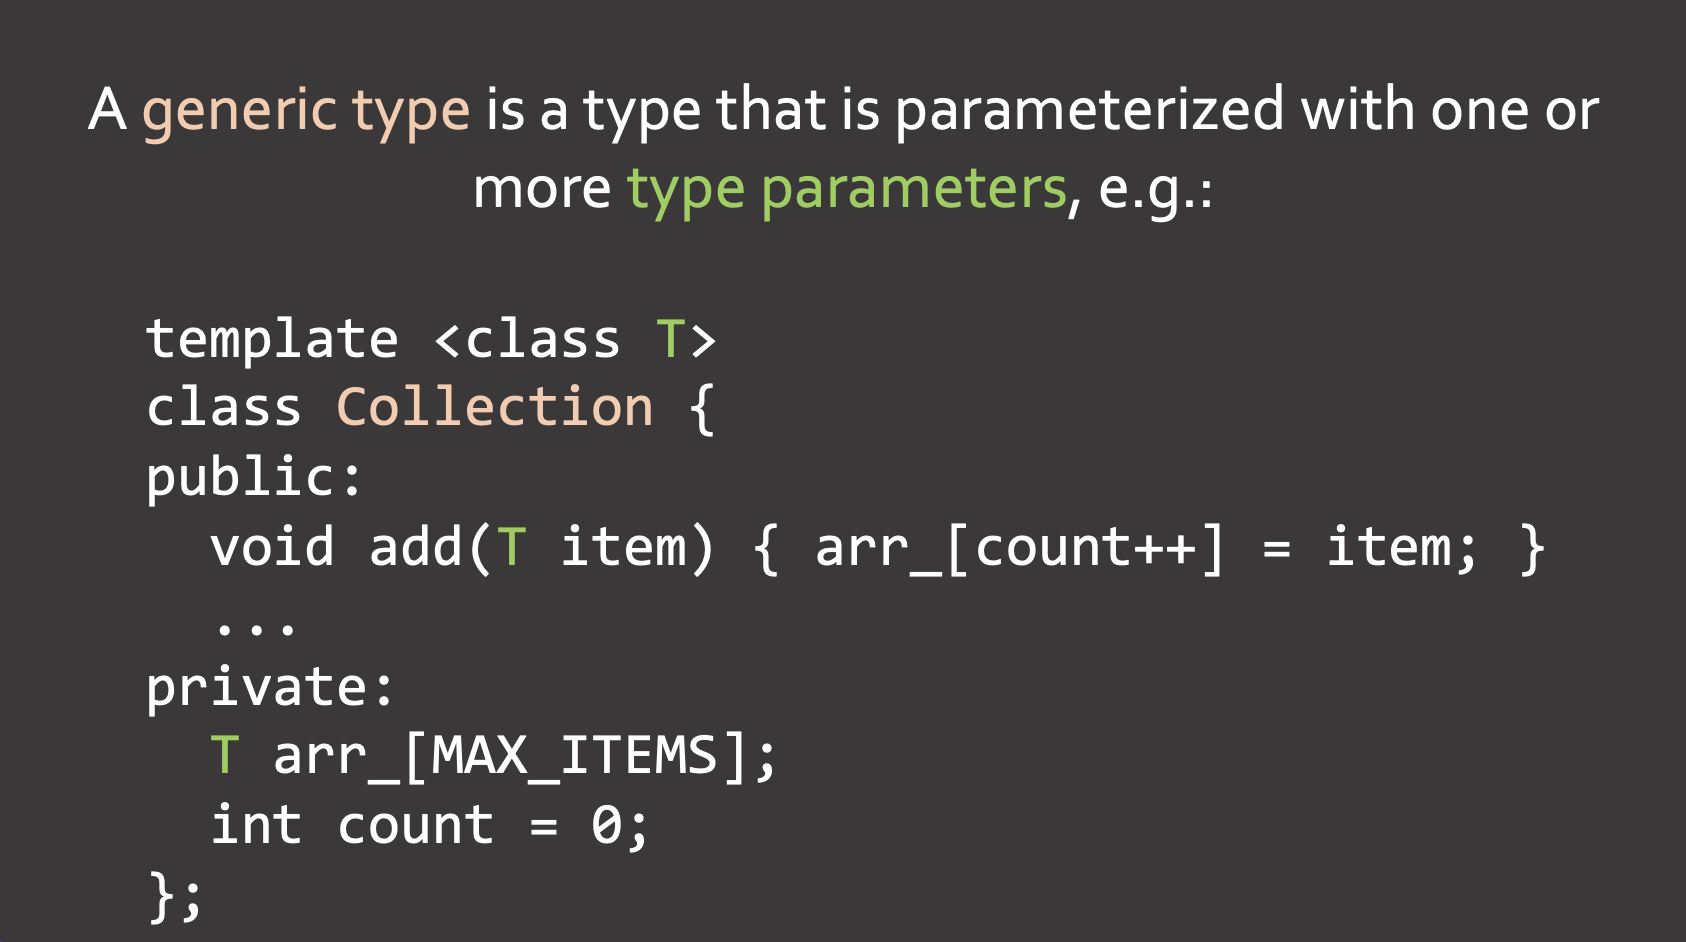 A generic type is a type that is parameterized with one or
more type parameters, e.g.:
template <class T>
class Collection {
public:
  void add(T item) { arr_[count++] = item; }
  ...
private:
  T arr_[MAX_ITEMS];
  int count = 0;
};